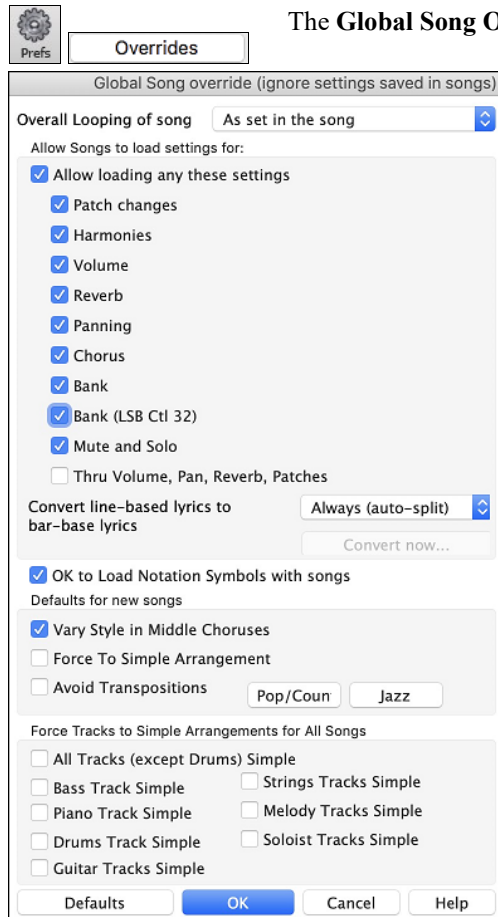 The Global Song O
Prefs
Overrides
Global Song override (ignore settings saved in songs)
Overall Looping of song As set in the song
Allow Songs to load settings for:
Allow loading any these settings
Patch changes
Harmonies
Volume
Reverb
Panning
Chorus
Bank
Bank (LSB Ctl 32)
Mute and Solo
Thru Volume, Pan, Reverb, Patches
Convert line-based lyrics to Always (auto-split)
bar-base lyrics
Convert now...
OK to Load Notation Symbols with songs
Defaults for new songs
Vary Style in Middle Choruses
Force To Simple Arrangement
Avoid Transpositions Pop/Coun Jazz
Force Tracks to Simple Arrangements for All Songs
All Tracks (except Drums) Simple
Bass Track Simple Strings Tracks Simple
Piano Track Simple Melody Tracks Simple
Drums Track Simple Soloist Tracks Simple
Guitar Tracks Simple
Defaults OK Cancel Help